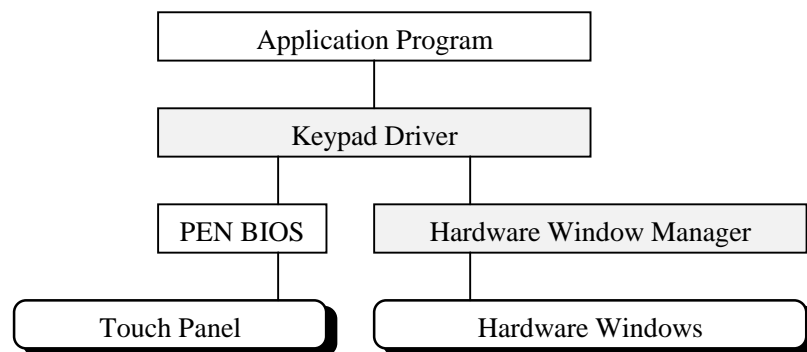 Application Program
Keypad Driver
PEN BIOS
Hardware Window Manager
Touch Panel
Hardware Windows